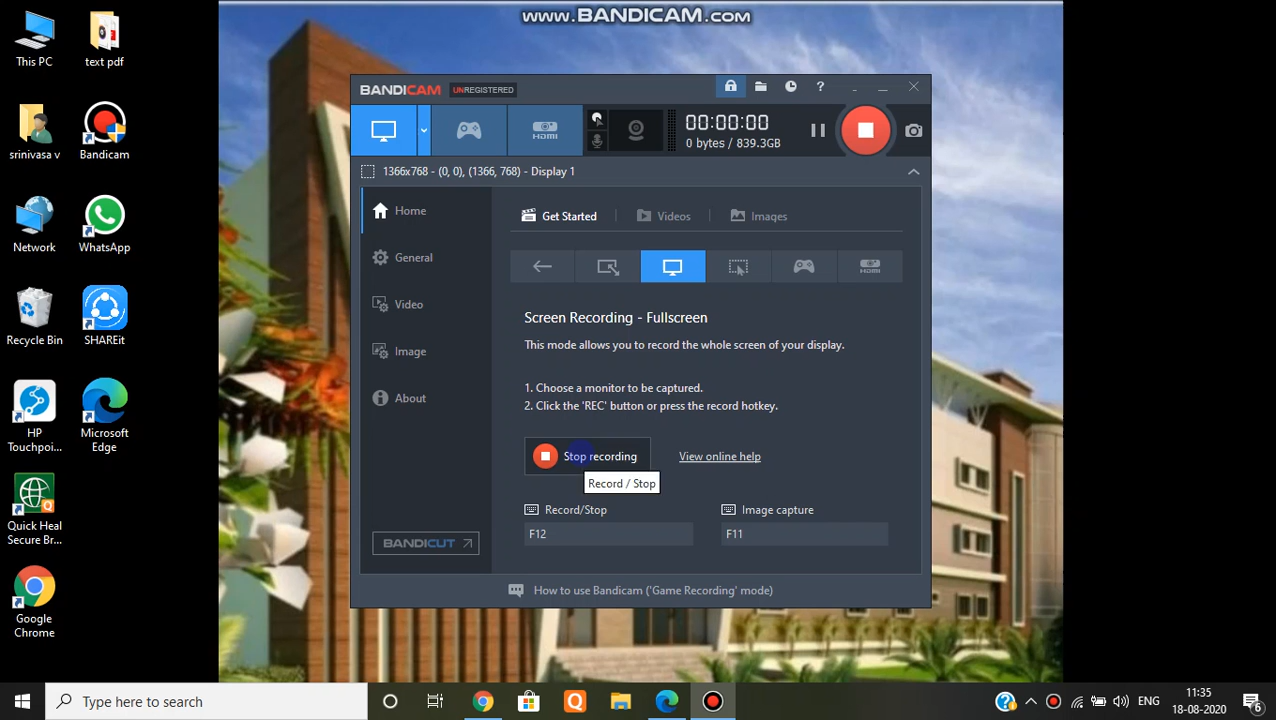 www.BANDICAM.com
This PC
text pdf
srinivasa v
Bandicam
Network
WhatsApp
Recycle Bin
SHAREit
HP
Touchpoi...
Microsoft
Edge
Quick Heal
Secure Br...
Google
Chrome
BANDICAM UNREGISTERED
?
HDMI
00:00:00
0 bytes / 839.3GB
1366x768 - (0, 0), (1366, 768) - Display 1
Home
General
Video
Image
About
BANDICUT
Get Started
Videos
Images
HDMI
Screen Recording - Fullscreen
This mode allows you to record the whole screen of your display.
1. Choose a monitor to be captured.
2. Click the 'REC' button or press the record hotkey.
Stop recording
View online help
Record / Stop
Record/Stop
Image capture
F12
F11
How to use Bandicam ('Game Recording' mode)
Type here to search
ENG
11:35
18-08-2020
6